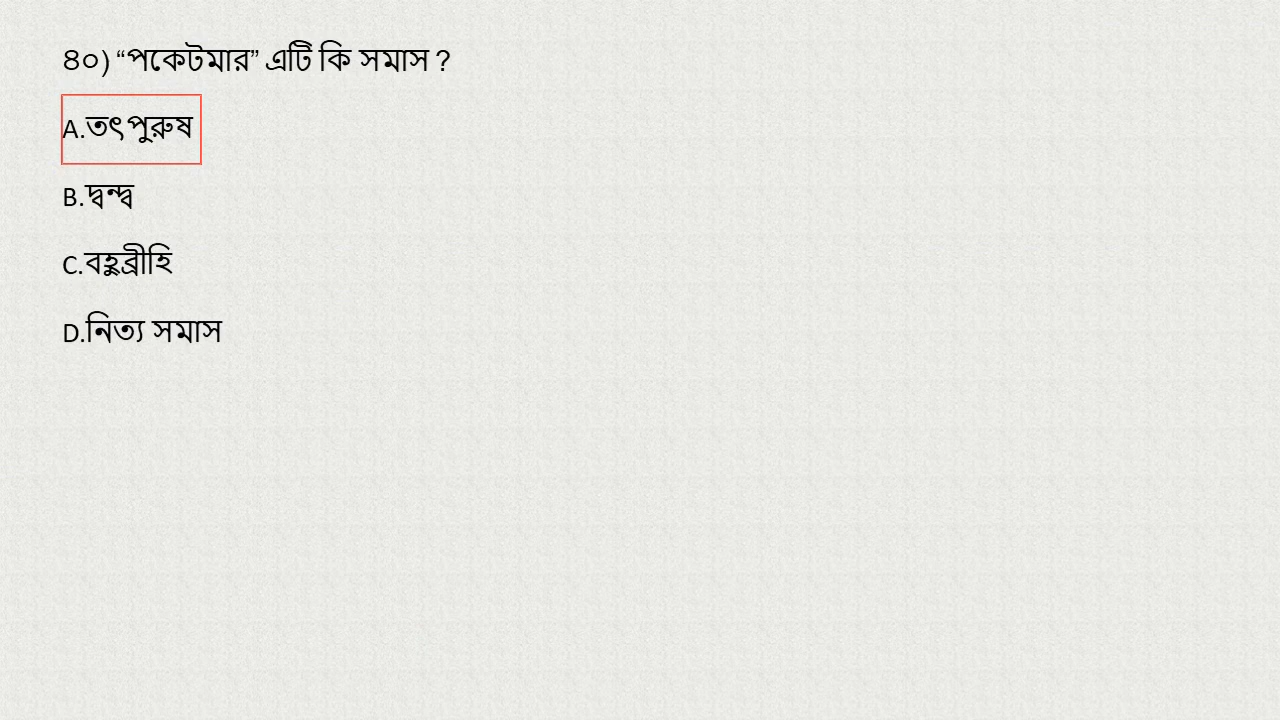 ৪০) “পকেটমার” এটি কি সমাস ?
A.তৎপুরুষ
B.দ্বন্দ্ব
C.বহুব্রীহি
D.নিত্য সমাস